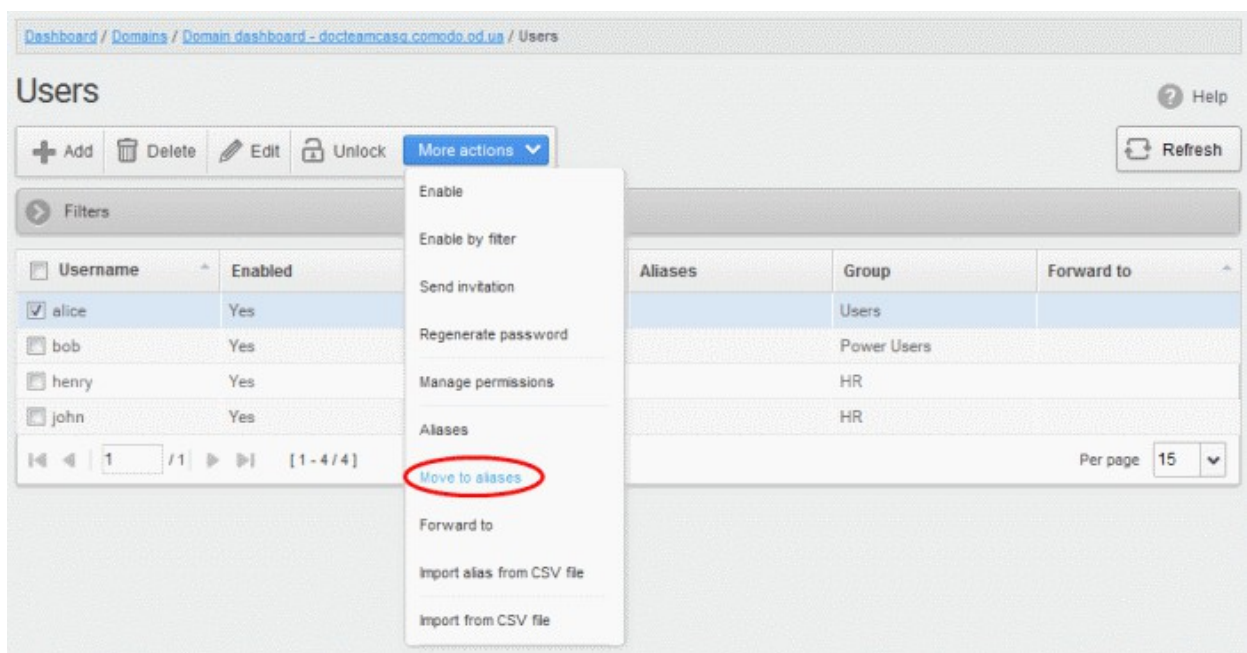 Dashboard / Domains / Domain dashboard - docteamcasg.comodo.od.ua / Users
Users
Help
Add Delete Edit Unlock More actions Refresh
Enable
Filters
Enable by filter
Username Enabled Aliases Group Forward to
Send invitation
alice Yes Users
Regenerate password
bob Yes Power Users
henry Yes Manage permissions HR
john Yes HR
Aliases
1 / 1 [ 1 - 4 / 4 ] Per page 15
Move to aliases
Forward to
Import alias from CSV file
Import from CSV file